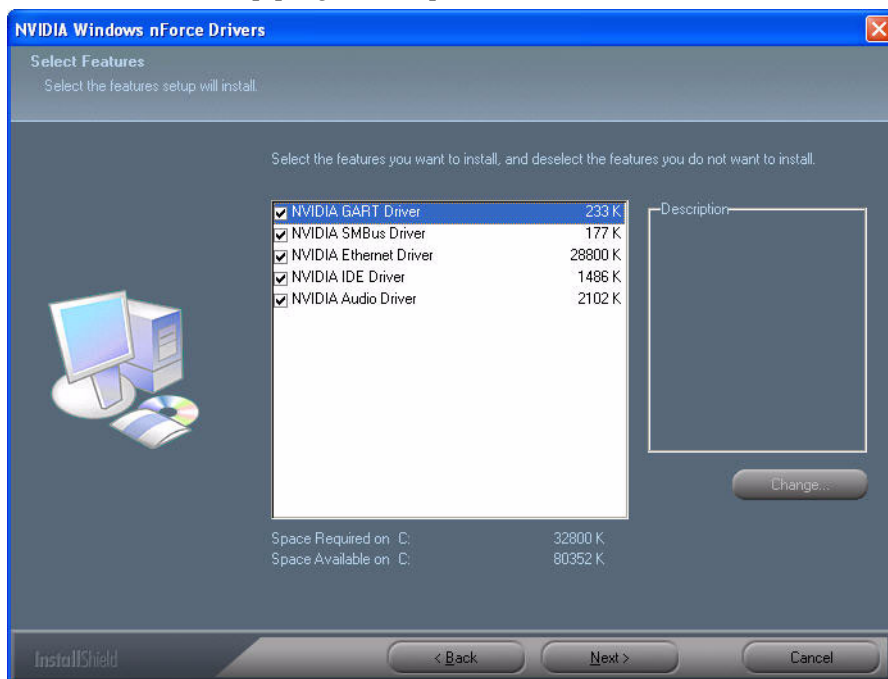 NVIDIA Windows nForce Drivers
Select Features
Select the features setup will install.
Select the features you want to install, and deselect the features you do not want to install.
NVIDIA GART Driver 233 K
NVIDIA SMBus Driver 177 K
NVIDIA Ethernet Driver 28800 K
NVIDIA IDE Driver 1486 K
NVIDIA Audio Driver 2102 K
Description
Change...
Space Required on C: 32800 K
Space Available on C: 80352 K
InstallShield
< Back
Next >
Cancel